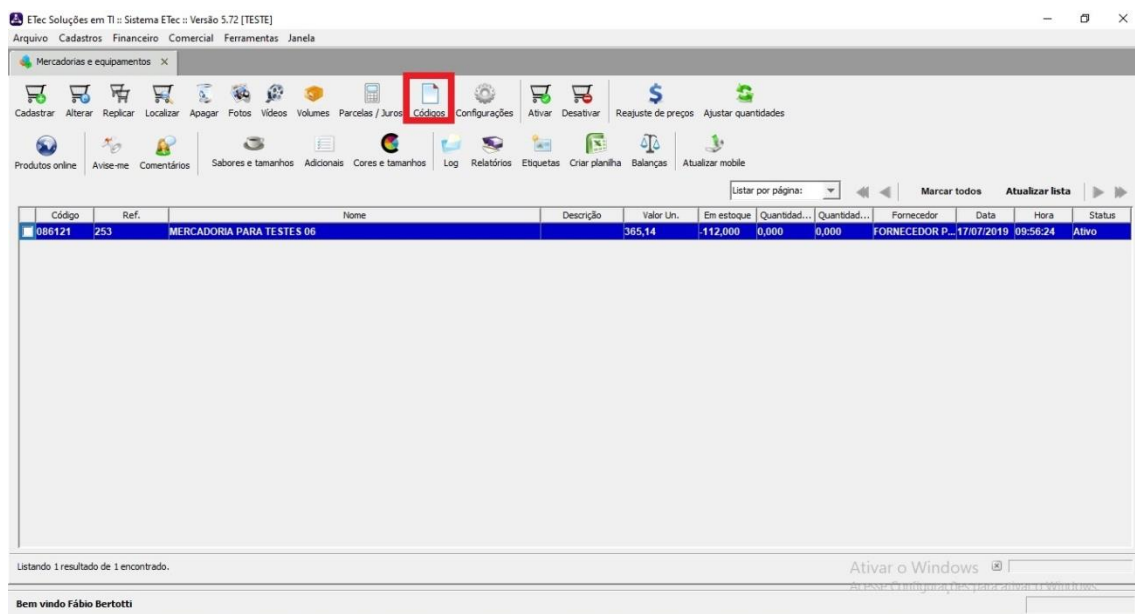 ETec Soluções em TI :: Sistema ETec :: Versão 5.72 [TESTE]
Arquivo Cadastros Financeiro Comercial Ferramentas Janela
Mercadorias e equipamentos
Cadastrar Alterar Replicar Localizar Apagar Fotos Vídeos Volumes Parcelas / Juros Códigos Configurações Ativar Desativar Reajuste de preços Ajustar quantidades
Produtos online Avise-me Comentários Sabores e tamanhos Adicionais Cores e tamanhos Log Relatórios Etiquetas Criar planilha Balanças Atualizar mobile
Listar por página: Marcar todos Atualizar lista
Código Ref. Nome Descrição Valor Un. Em estoque Quantidad... Quantidad... Fornecedor Data Hora Status
086121 253 MERCADORIA PARA TESTES 06 365,14 -112,000 0,000 0,000 FORNECEDOR P... 17/07/2019 09:56:24 Ativo
Listando 1 resultado de 1 encontrado.
Ativar o Windows
Acesse Configurações para ativar o Windows.
Bem vindo Fábio Bertotti